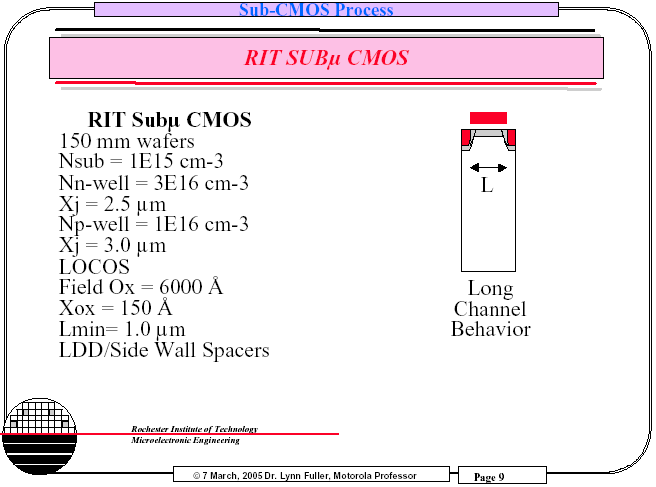 Sub-CMOS Process
RIT SUBµ CMOS
RIT Subµ CMOS
150 mm wafers
Nsub = 1E15 cm-3
Nn-well = 3E16 cm-3
Xj = 2.5 µm
Np-well = 1E16 cm-3
Xj = 3.0 µm
LOCOS
Field Ox = 6000 Å
Xox = 150 Å
Lmin= 1.0 µm
LDD/Side Wall Spacers
L
Long
Channel
Behavior
Rochester Institute of Technology
Microelectronic Engineering
© 7 March, 2005 Dr. Lynn Fuller, Motorola Professor
Page 9